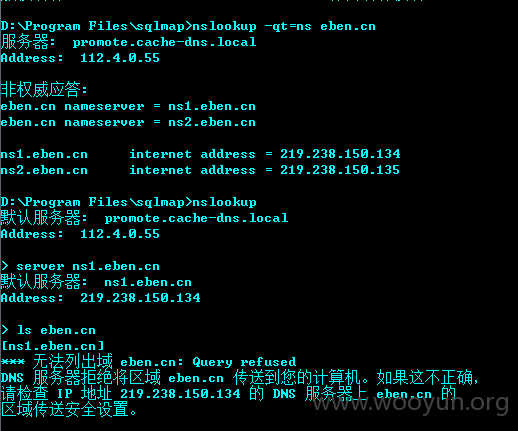 D:\Program Files\sqlmap>nslookup -qt=ns eben.cn
服务器:  promote.cache-dns.local
Address:  112.4.0.55
非权威应答:
eben.cn nameserver = ns1.eben.cn
eben.cn nameserver = ns2.eben.cn
ns1.eben.cn     internet address = 219.238.150.134
ns2.eben.cn     internet address = 219.238.150.135
D:\Program Files\sqlmap>nslookup
默认服务器:  promote.cache-dns.local
Address:  112.4.0.55
> server ns1.eben.cn
默认服务器:  ns1.eben.cn
Address:  219.238.150.134
> ls eben.cn
[ns1.eben.cn]
*** 无法列出域 eben.cn: Query refused
DNS 服务器拒绝将区域 eben.cn 传送到您的计算机。如果这不正确，
请检查 IP 地址 219.238.150.134 的 DNS 服务器上 eben.cn 的
区域传送安全设置。
www.wooyun.org